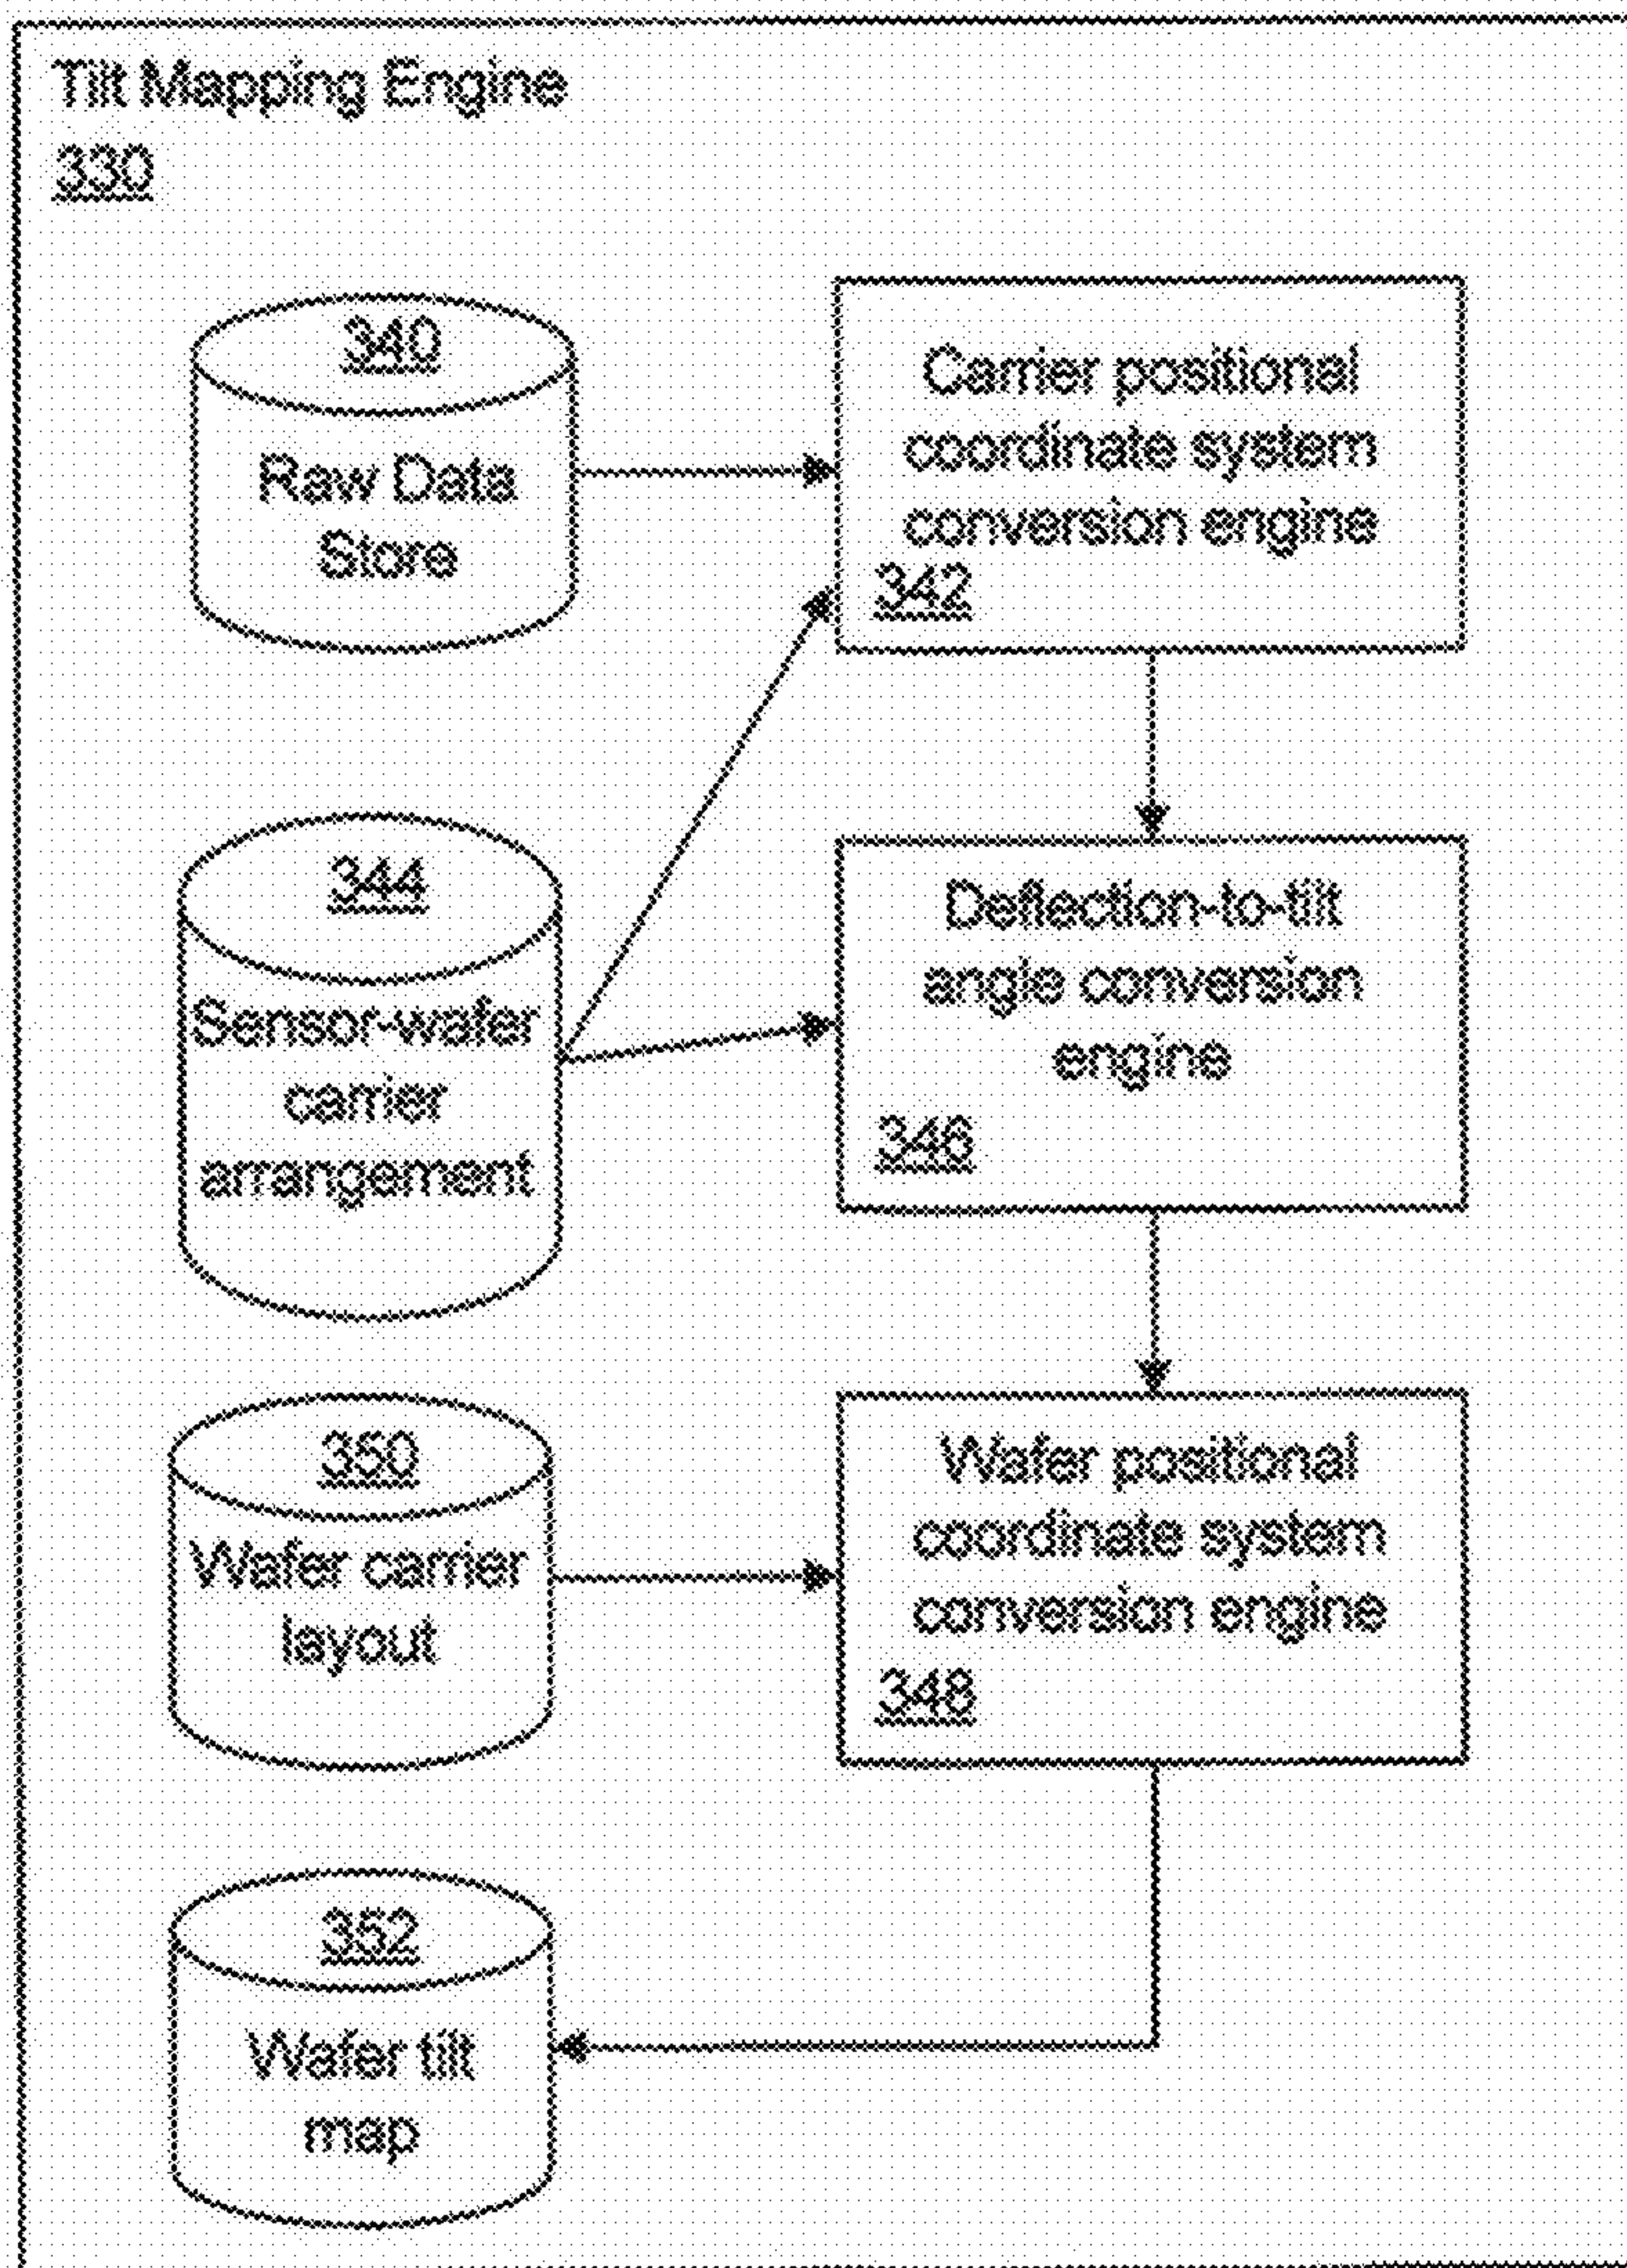 Tilt Mapping Engine
330
340
Raw Data
Store
Carrier positional
coordinate system
conversion engine
342
344
Sensor-wafer
carrier
arrangement
Deflection-to-tilt
angle conversion
engine
346
350
Wafer carrier
layout
Wafer positional
coordinate system
conversion engine
348
352
Wafer tilt
map